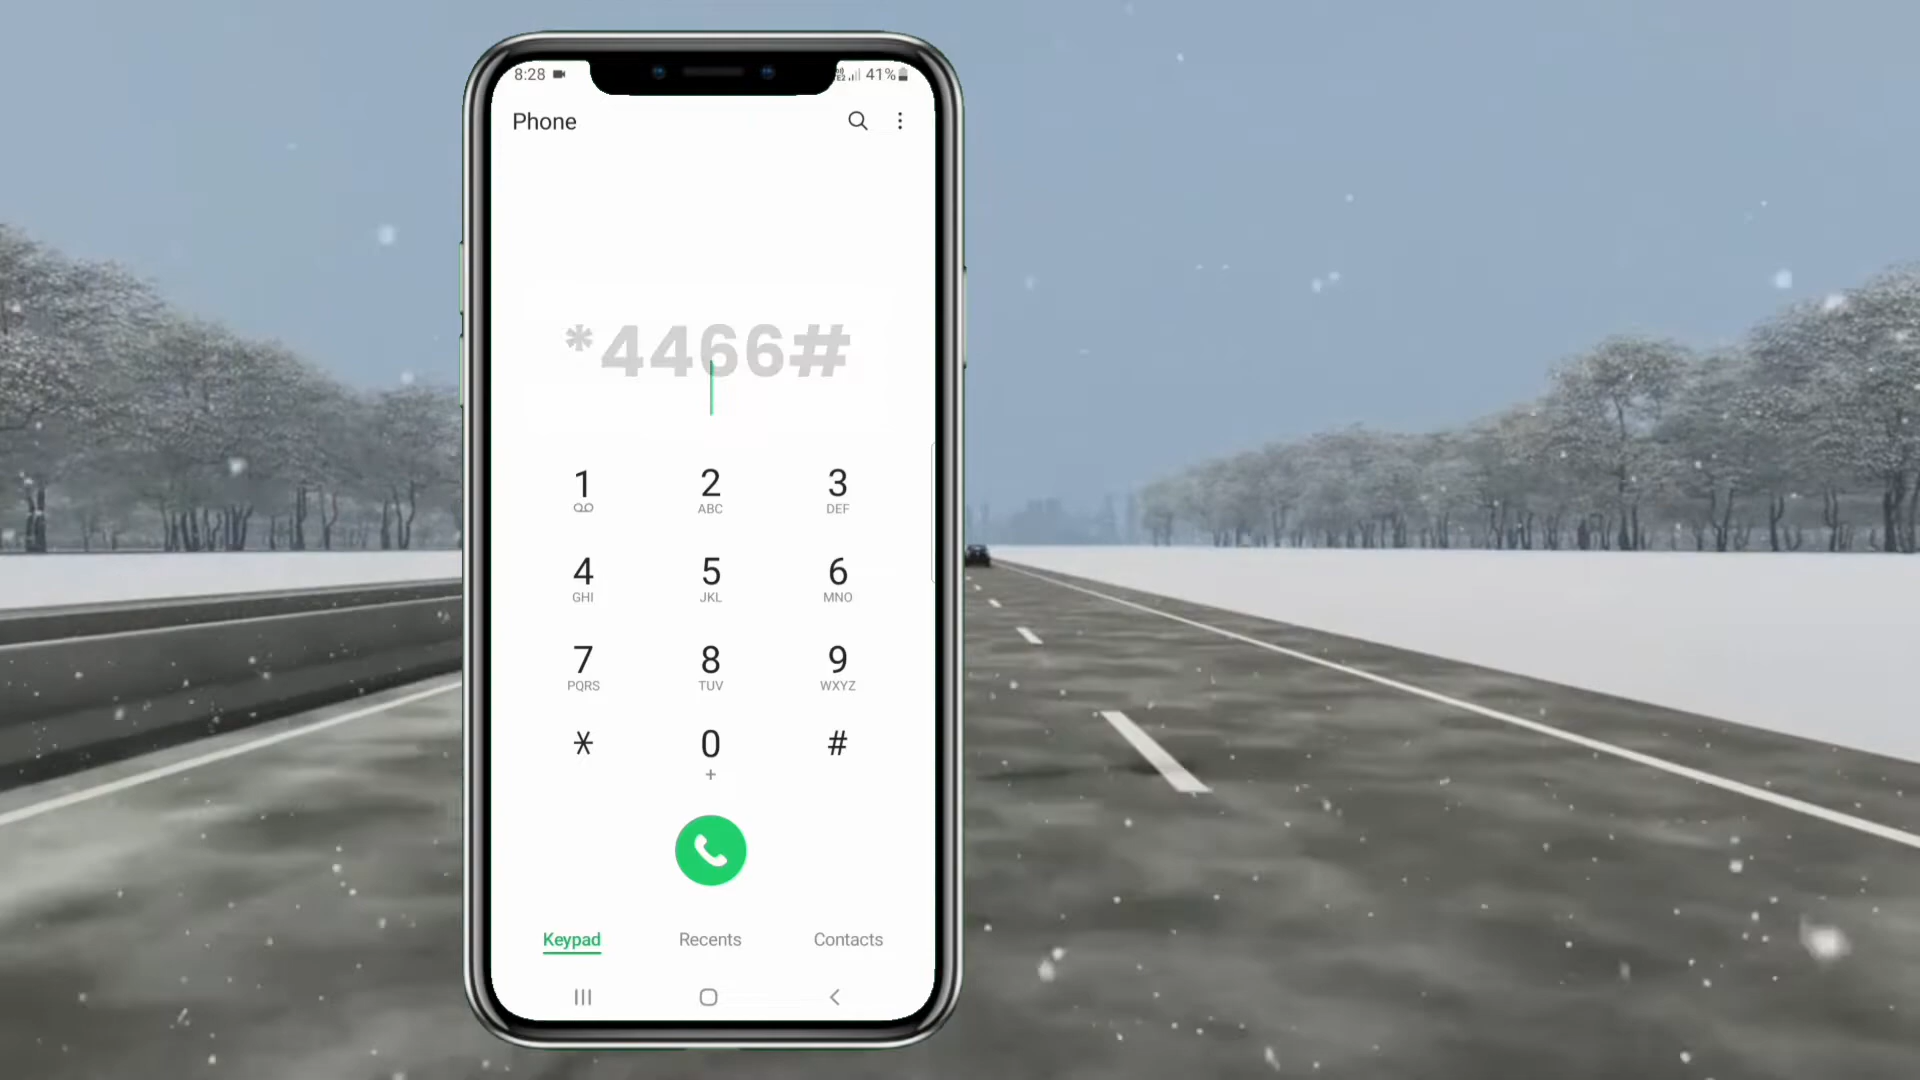 8:28 41%
Phone
*4466#
1 2 3
ABC DEF
4 5 6
GHI JKL MNO
7 8 9
PQRS TUV WXYZ
* 0 #
+
Keypad Recents Contacts